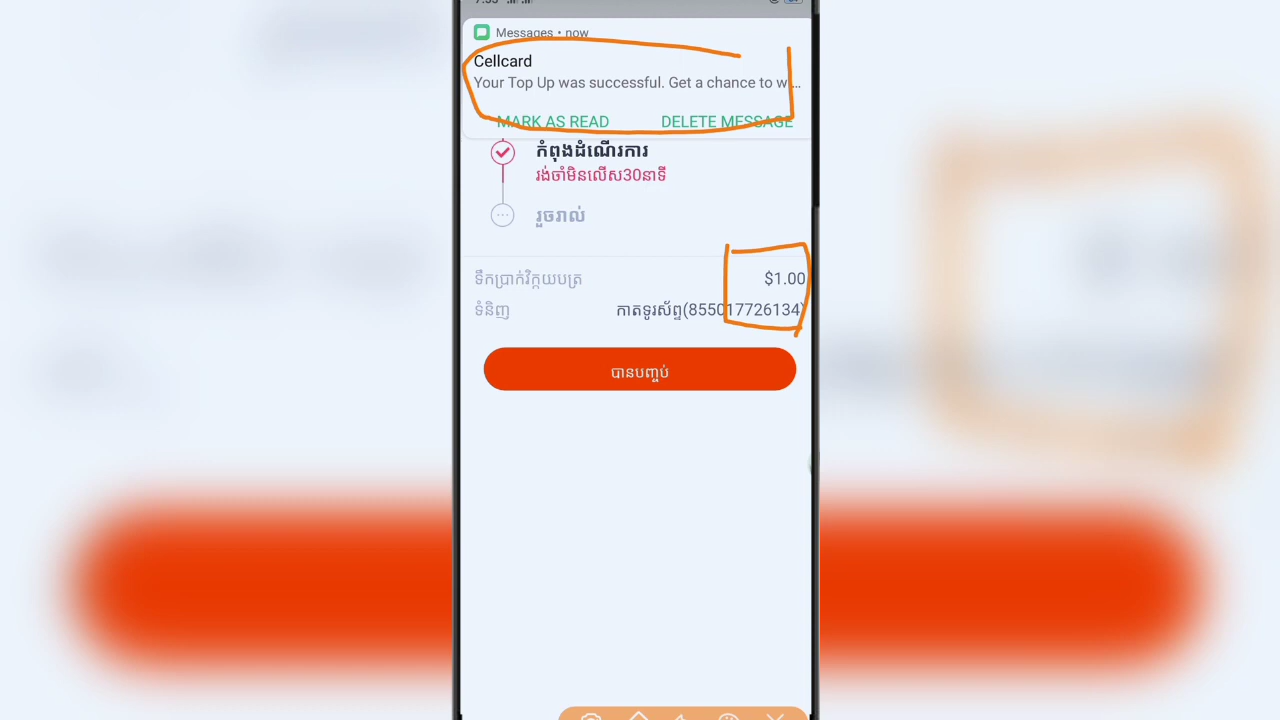 Messages • now
Cellcard
Your Top Up was successful. Get a chance to w...
MARK AS READ DELETE MESSAGE
កំពុងដំណើរការ
រង់ចាំមិនលើស30នាទី
រួចរាល់
ទឹកប្រាក់វិក្កយបត្រ $1.00
ទំនិញ កាតទូរស័ព្ទ(855017726134)
បានបញ្ចប់